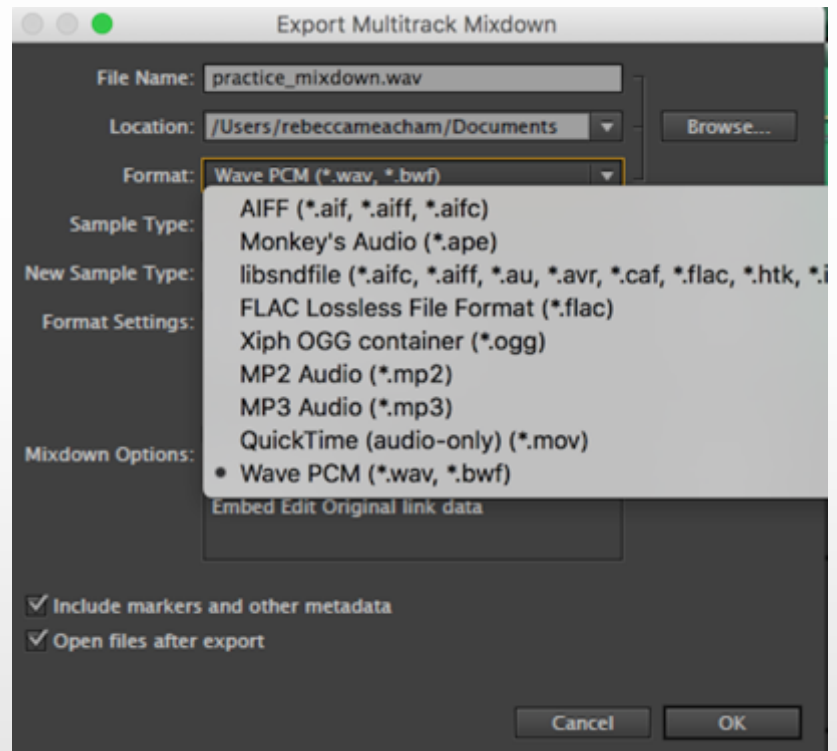 Export Multitrack Mixdown
File Name: practice_mixdown.wav
Location: /Users/rebeccameacham/Documents Browse...
Format: Wave PCM (*.wav, *.bwf)
AIFF (*.aif, *.aiff, *.aifc)
Sample Type:
Monkey's Audio (*.ape)
New Sample Type: libsndfile (*.aifc, *.aiff, *.au, *.avr, *.caf, *.flac, *.htk, *.i
FLAC Lossless File Format (*.flac)
Format Settings:
Xiph OGG container (*.ogg)
MP2 Audio (*.mp2)
MP3 Audio (*.mp3)
QuickTime (audio-only) (*.mov)
Mixdown Options:
• Wave PCM (*.wav, *.bwf)
Embed Edit Original link data
Include markers and other metadata
Open files after export
Cancel OK